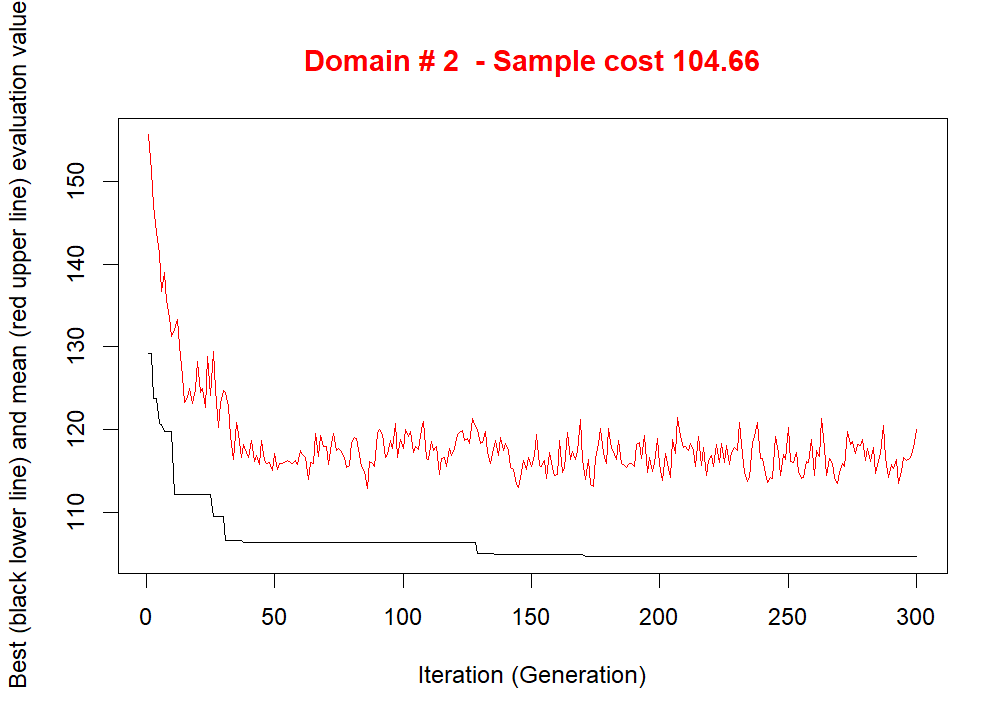 Domain # 2  - Sample cost 104.66
Best (black lower line) and mean (red upper line) evaluation value
150
140
130
120
110
0 50 100 150 200 250 300
Iteration (Generation)